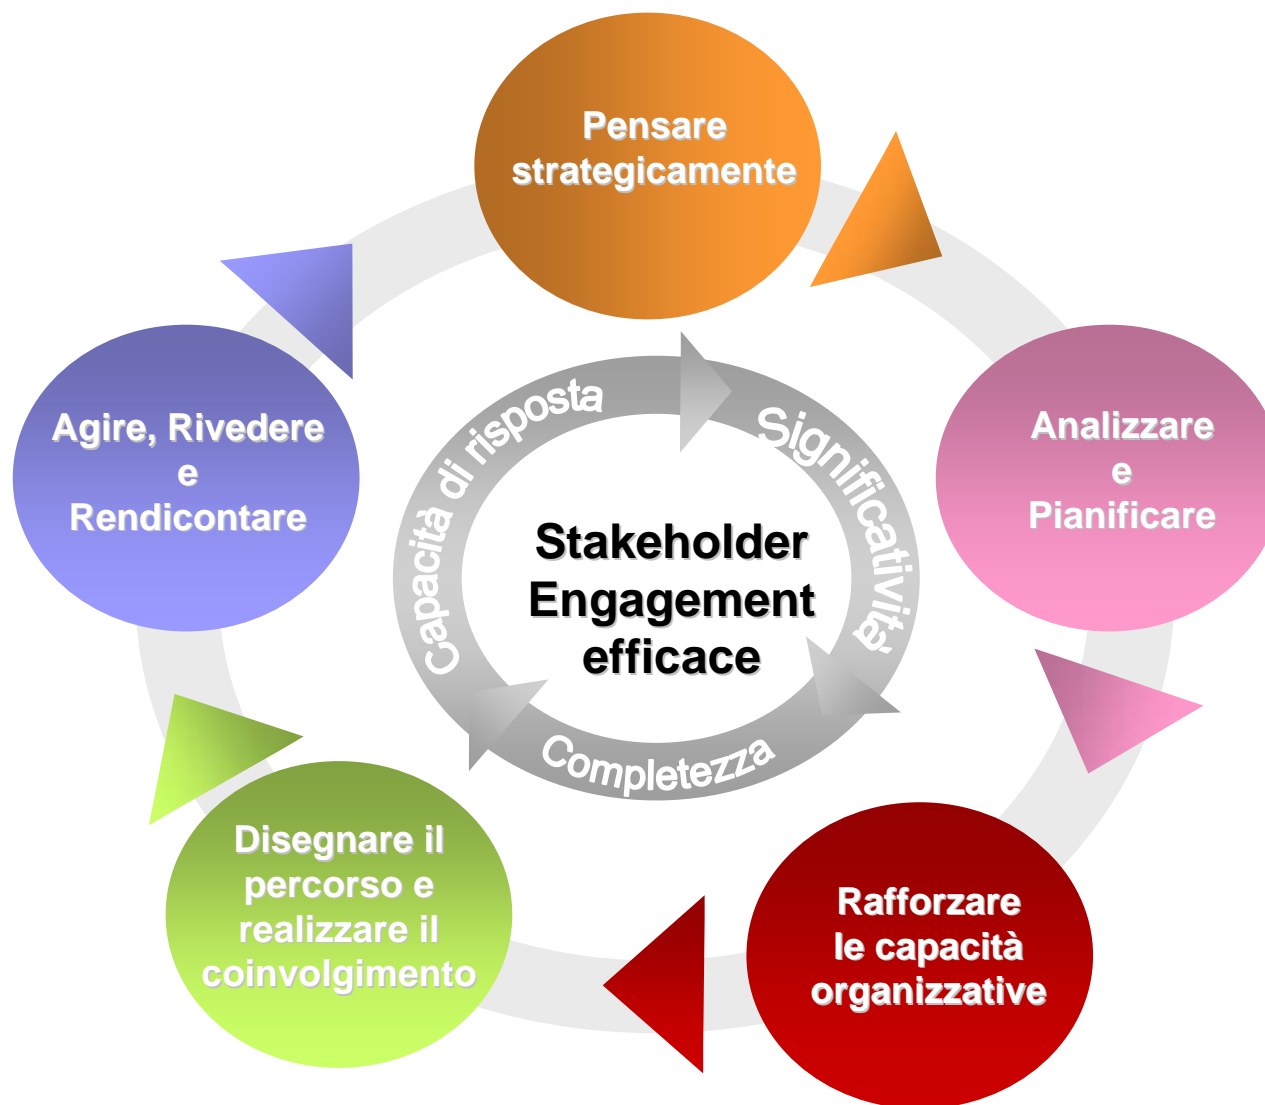 Pensare
strategicamente
Analizzare
e
Pianificare
Rafforzare
le capacità
organizzative
Disegnare il
percorso e
realizzare il
coinvolgimento
Agire, Rivedere
e
Rendicontare
Capacità di risposta
Significatività
Completezza
Stakeholder
Engagement
efficace